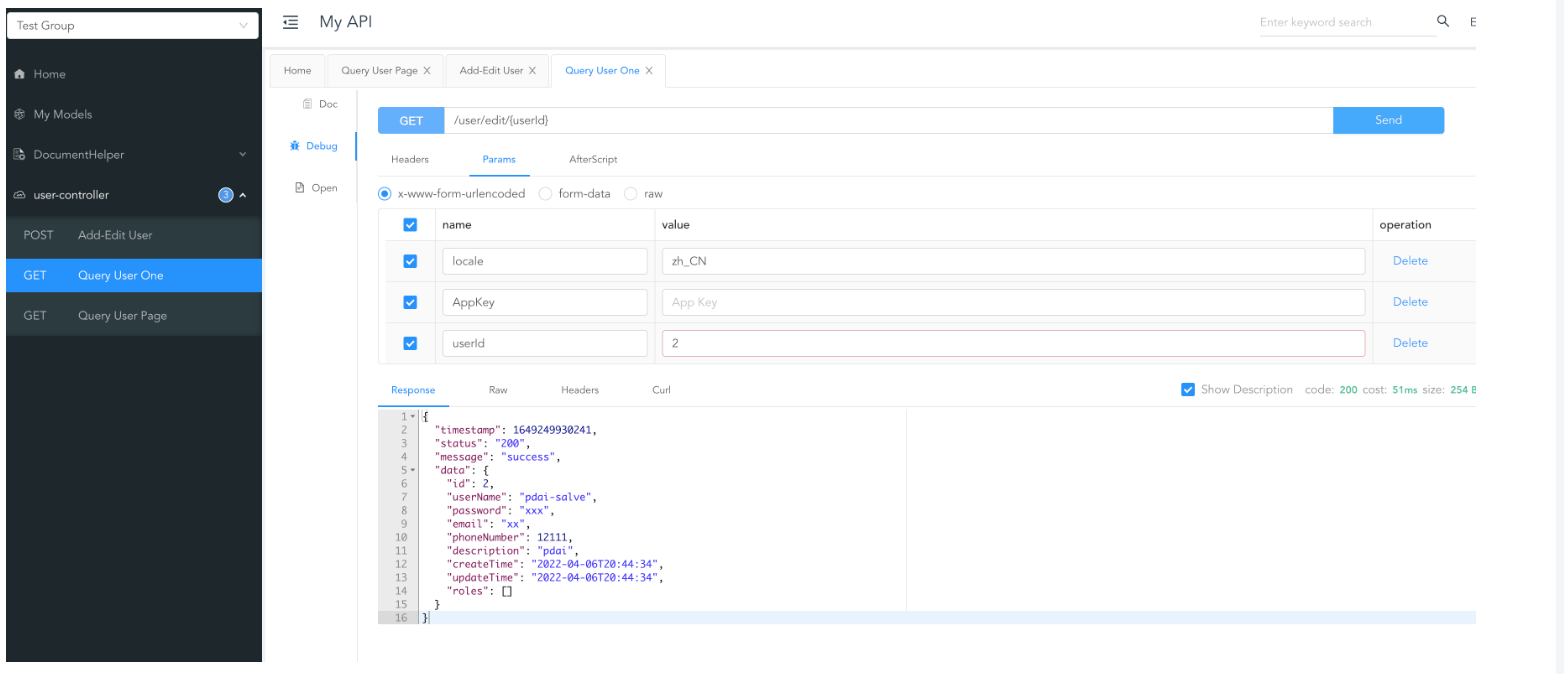 Test Group
My API
Enter keyword search
Home
My Models
DocumentHelper
user-controller
3
POST Add-Edit User
GET Query User One
GET Query User Page
Home
Query User Page X
Add-Edit User X
Query User One X
Doc
Debug
Open
GET /user/edit/{userId} Send
Headers Params AfterScript
x-www-form-urlencoded form-data raw
name value operation
locale zh_CN Delete
AppKey App Key Delete
userId 2 Delete
Response Raw Headers Curl
Show Description code: 200 cost: 51ms size: 254 B
1 {
2 "timestamp": 1649249930241,
3 "status": "200",
4 "message": "success",
5 "data": {
6 "id": 2,
7 "userName": "pdai-salve",
8 "password": "xxx",
9 "email": "xx",
10 "phoneNumber": 12111,
11 "description": "pdai",
12 "createTime": "2022-04-06T20:44:34",
13 "updateTime": "2022-04-06T20:44:34",
14 "roles": []
15 }
16 }